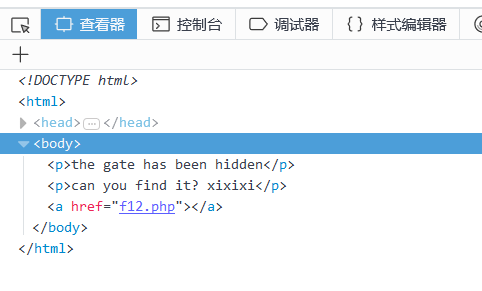 查看器 控制台 调试器 {} 样式编辑器
+
<!DOCTYPE html>
<html>
<head>…</head>
<body>
<p>the gate has been hidden</p>
<p>can you find it? xixixi</p>
<a href="f12.php"></a>
</body>
</html>